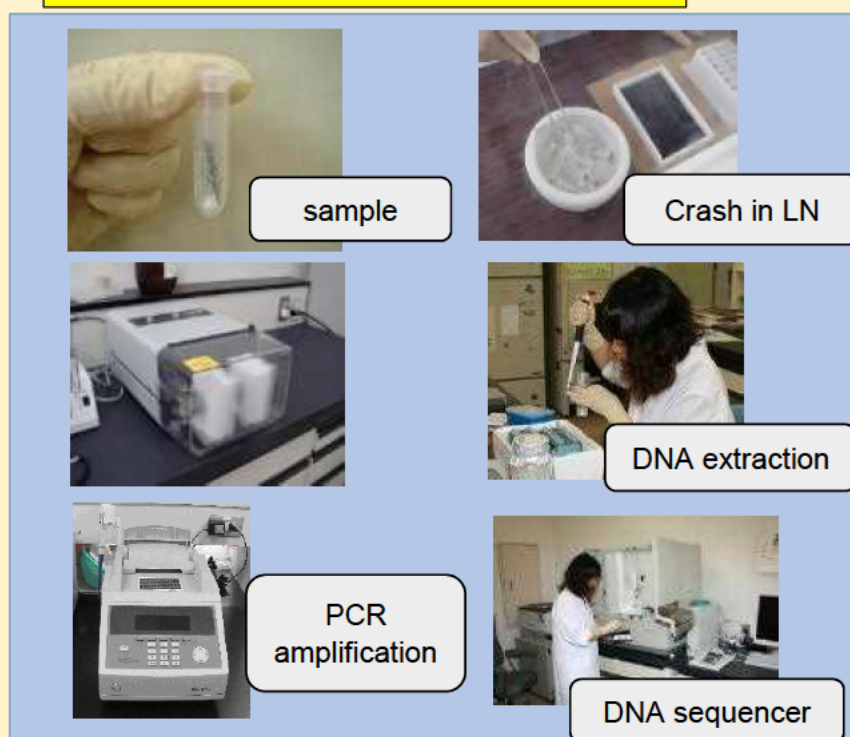 sample
Crash in LN
DNA extraction
PCR
amplification
DNA sequencer